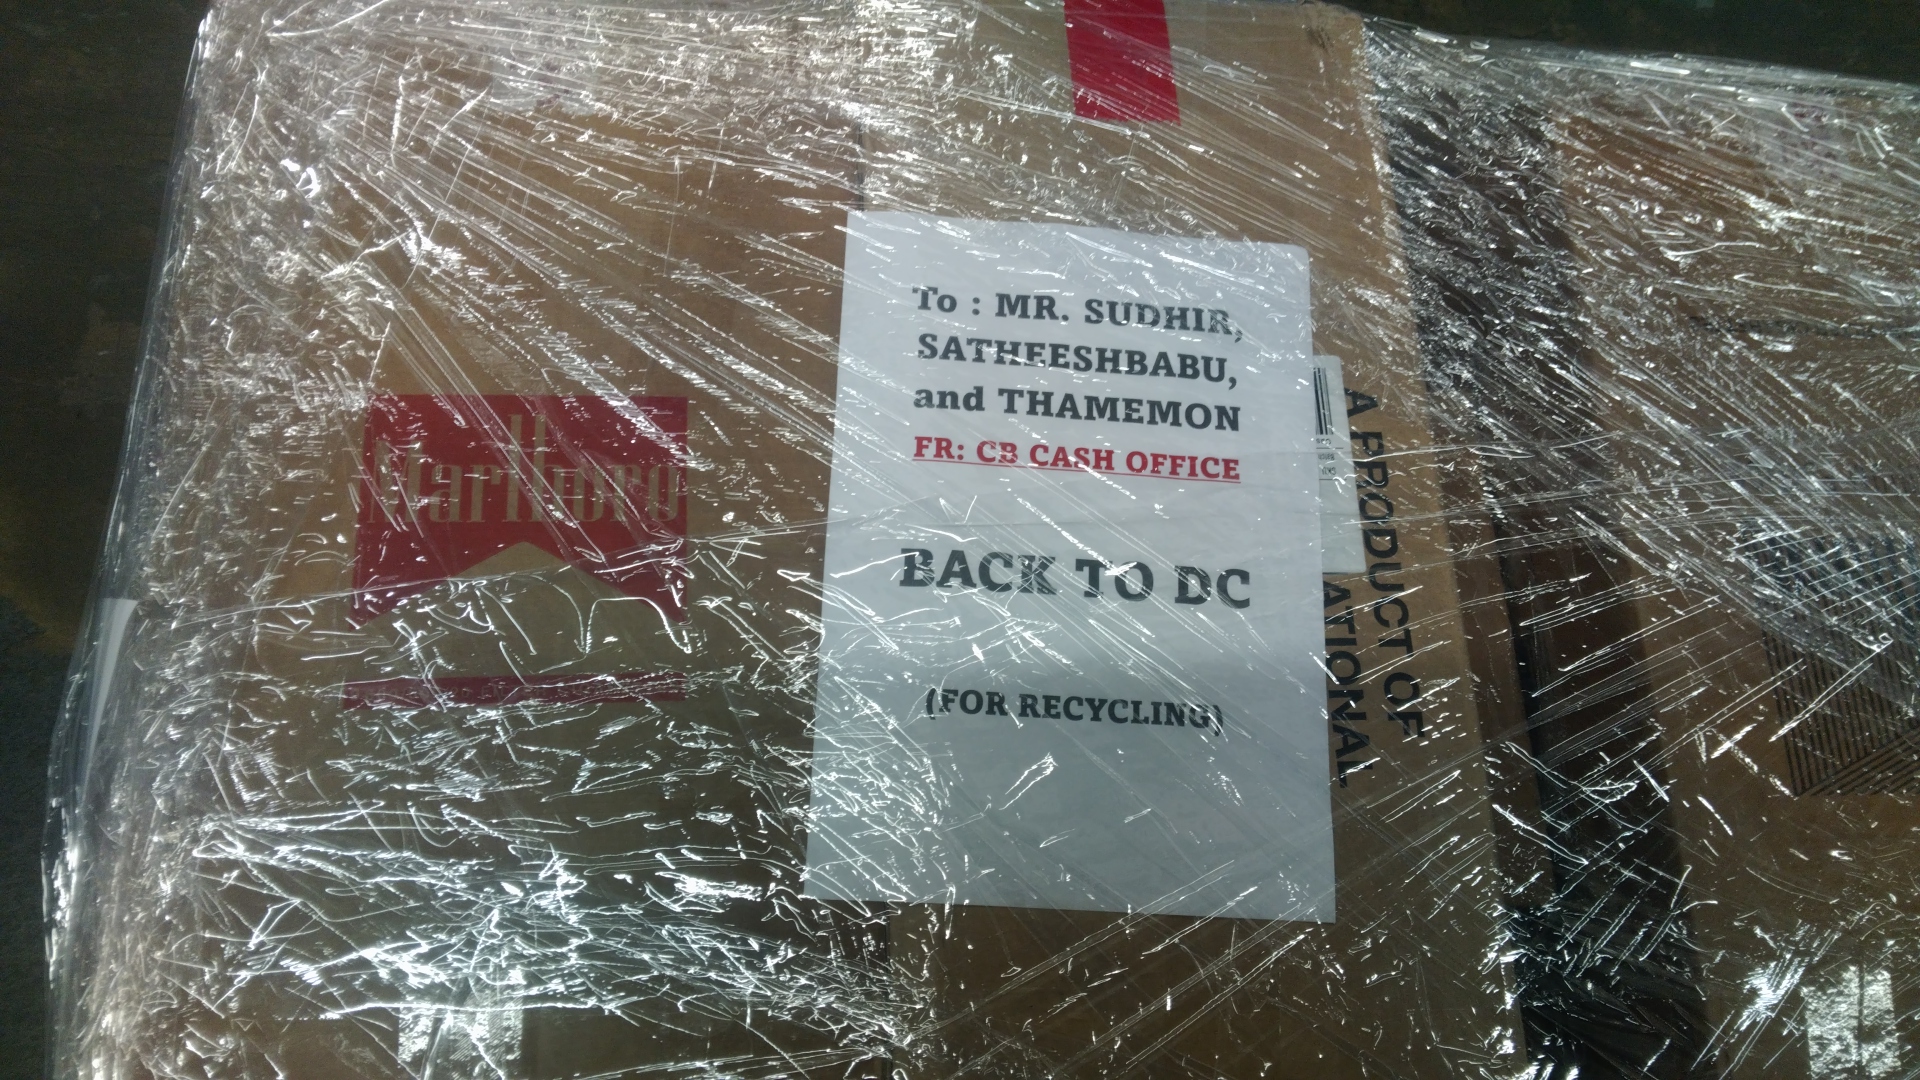 Marlboro
To : MR. SUDHIR,
SATHEESHBABU,
and THAMEMON
FR: CB CASH OFFICE
BACK TO DC
(FOR RECYCLING)
A PRODUCT OF
ATIONAL